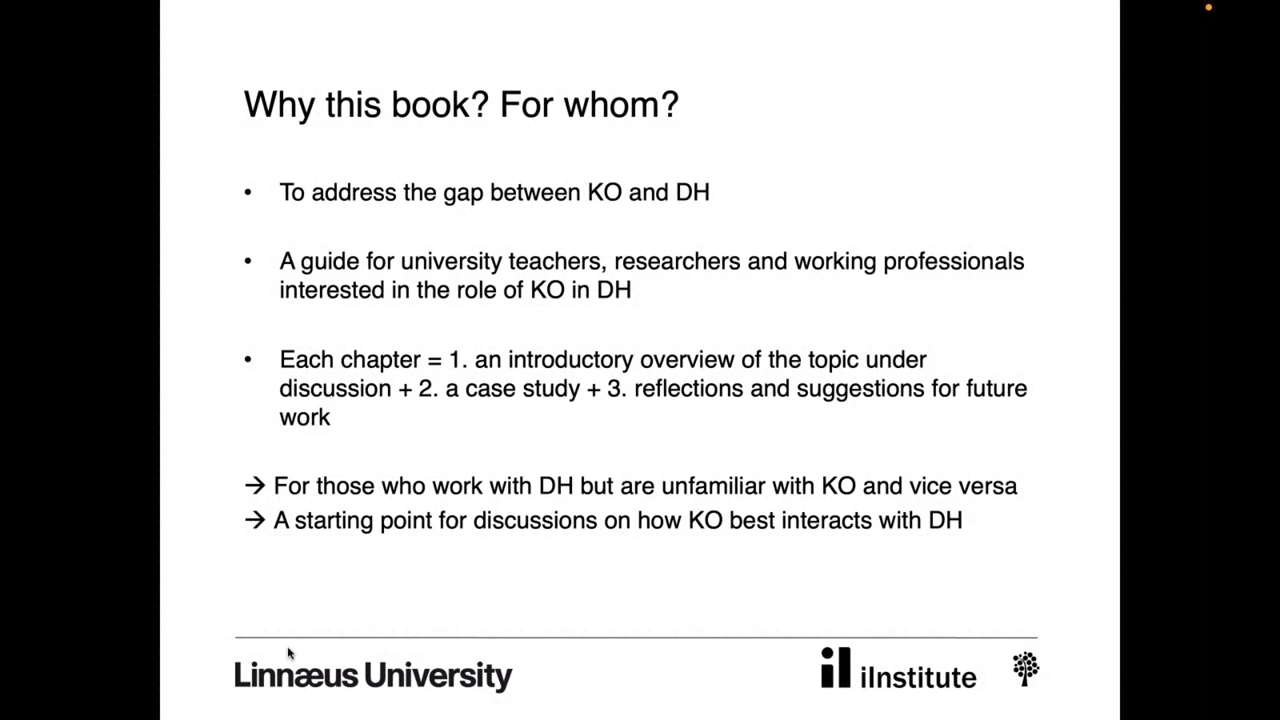 Why this book? For whom?
• To address the gap between KO and DH
• A guide for university teachers, researchers and working professionals
interested in the role of KO in DH
• Each chapter = 1. an introductory overview of the topic under
discussion + 2. a case study + 3. reflections and suggestions for future
work
→ For those who work with DH but are unfamiliar with KO and vice versa
→ A starting point for discussions on how KO best interacts with DH
Linnæus University
iI iInstitute